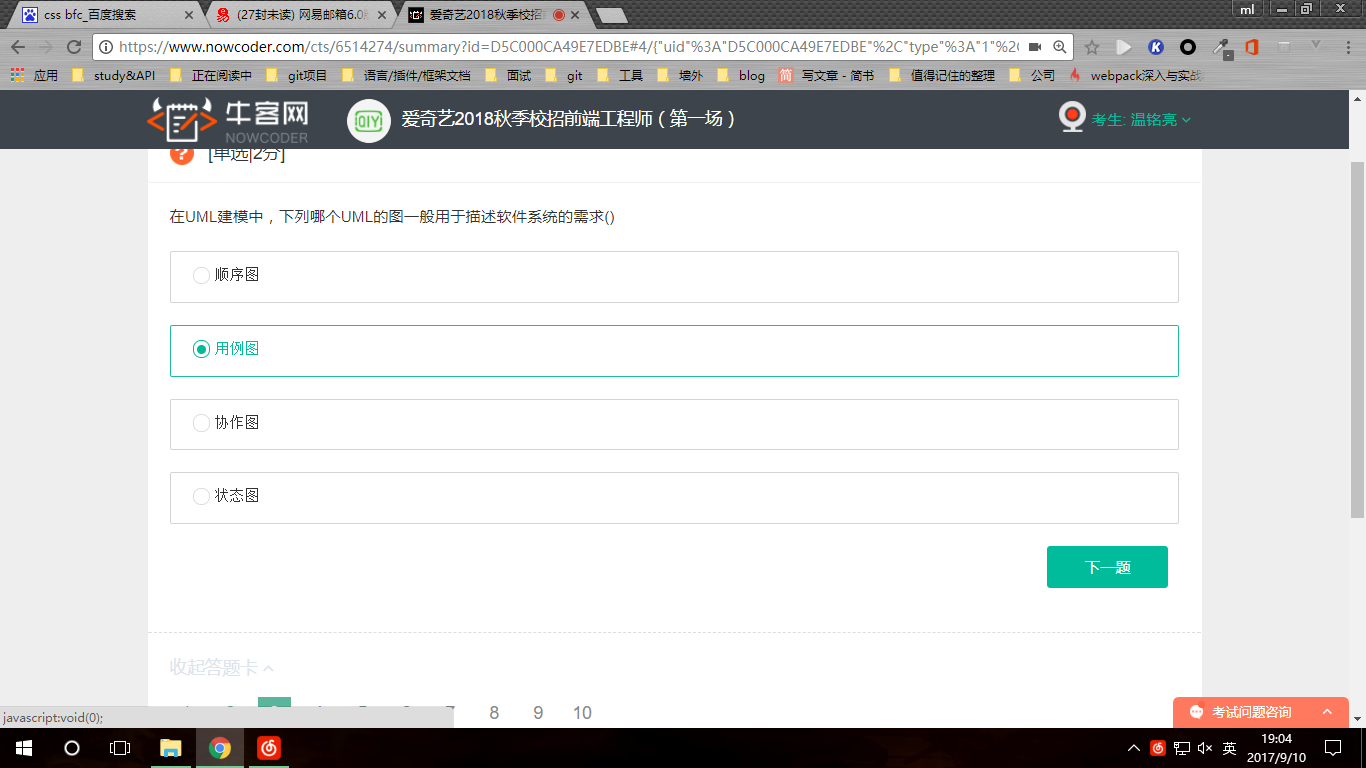 css bfc_百度搜索
(27封未读) 网易邮箱6.0
爱奇艺2018秋季校招
ml
https://www.nowcoder.com/cts/6514274/summary?id=D5C000CA49E7EDBE#4/{"uid"%3A"D5C000CA49E7EDBE"%2C"type"%3A"1"%2
应用
study&API
正在阅读中
git项目
语言/插件/框架文档
面试
git
工具
墙外
blog
简
写文章 - 简书
值得记住的整理
公司
webpack深入与实战
牛客网
NOWCODER
QIY
爱奇艺2018秋季校招前端工程师（第一场）
考生: 温铭亮
[单选|2分]
在UML建模中，下列哪个UML的图一般用于描述软件系统的需求()
顺序图
用例图
协作图
状态图
下一题
收起答题卡
8 9 10
javascript:void(0);
考试问题咨询
英
19:04
2017/9/10